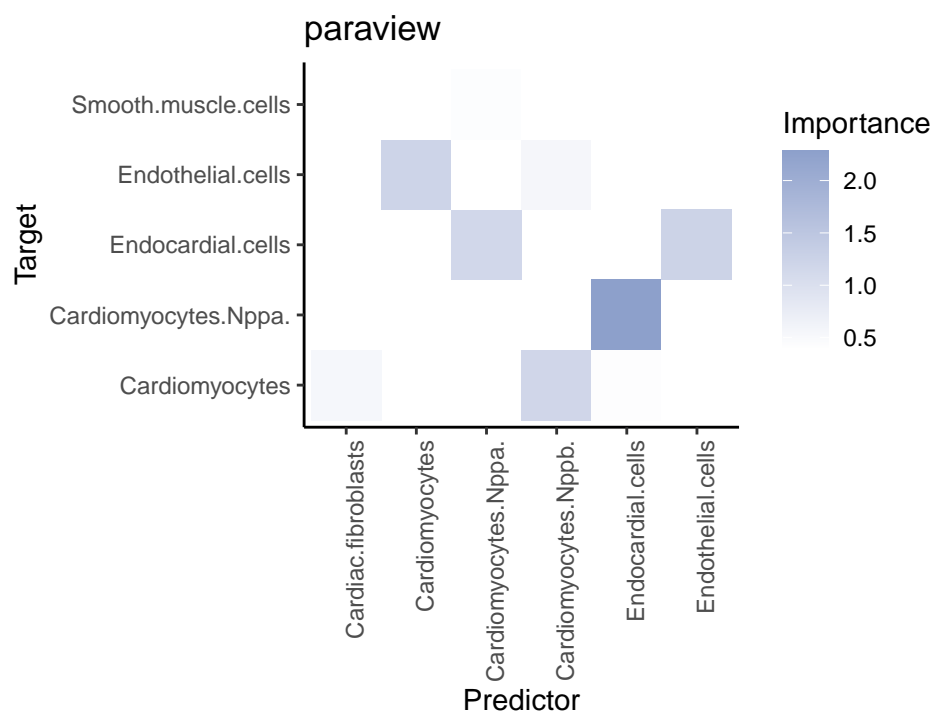 paraview
Target
Smooth.muscle.cells
Endothelial.cells
Endocardial.cells
Cardiomyocytes.Nppa.
Cardiomyocytes
Cardiac.fibroblasts
Cardiomyocytes
Cardiomyocytes.Nppa.
Cardiomyocytes.Nppb.
Endocardial.cells
Endothelial.cells
Predictor
Importance
2.0
1.5
1.0
0.5